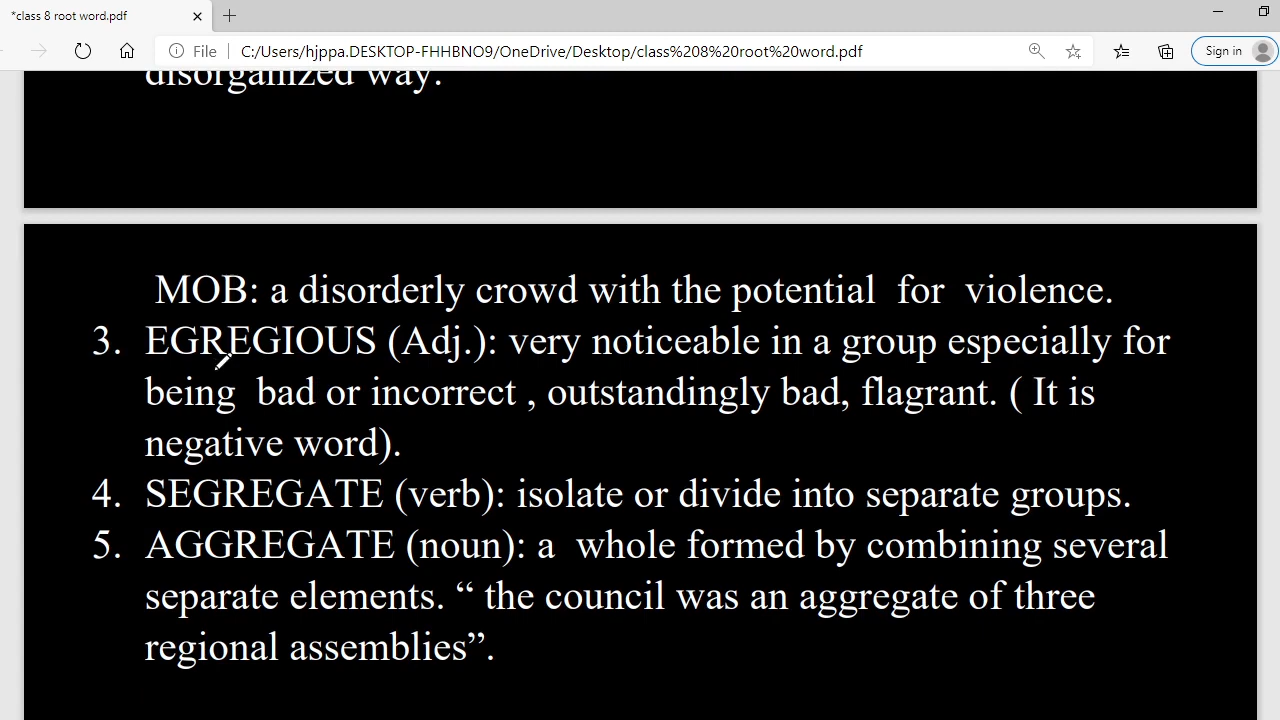 *class 8 root word.pdf
File
C:/Users/hjppa.DESKTOP-FHHBNO9/OneDrive/Desktop/class%208%20root%20word.pdf
Sign in
disorganized way.
MOB: a disorderly crowd with the potential for violence.
3. EGREGIOUS (Adj.): very noticeable in a group especially for
being bad or incorrect , outstandingly bad, flagrant. ( It is
negative word).
4. SEGREGATE (verb): isolate or divide into separate groups.
5. AGGREGATE (noun): a whole formed by combining several
separate elements. “ the council was an aggregate of three
regional assemblies”.